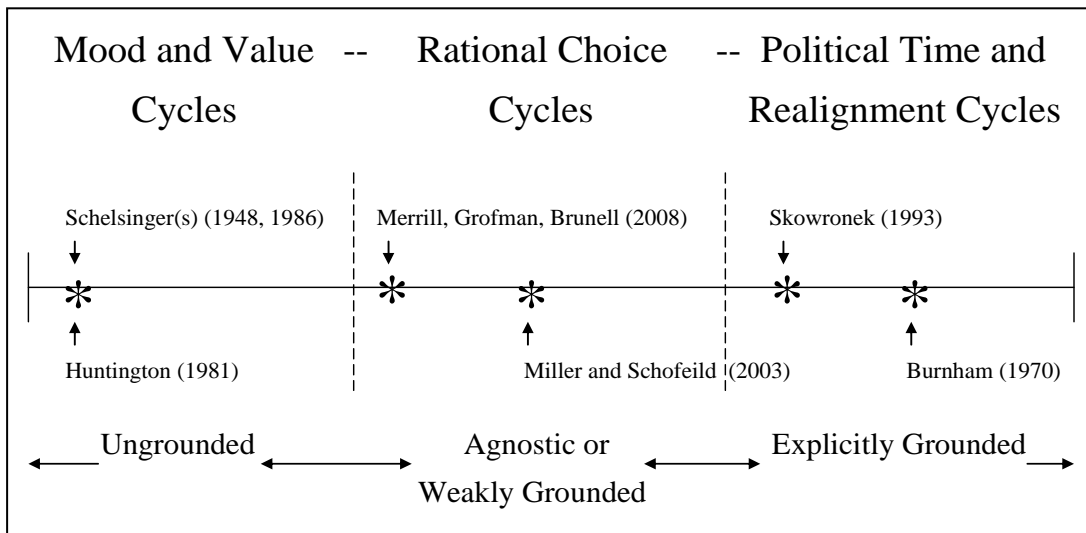 Mood and Value -- Rational Choice -- Political Time and
Cycles Cycles Realignment Cycles
Schelsinger(s) (1948, 1986) Merrill, Grofman, Brunell (2008) Skowronek (1993)
* * * * *
Huntington (1981) Miller and Schofeild (2003) Burnham (1970)
Ungrounded Agnostic or Explicitly Grounded
Weakly Grounded